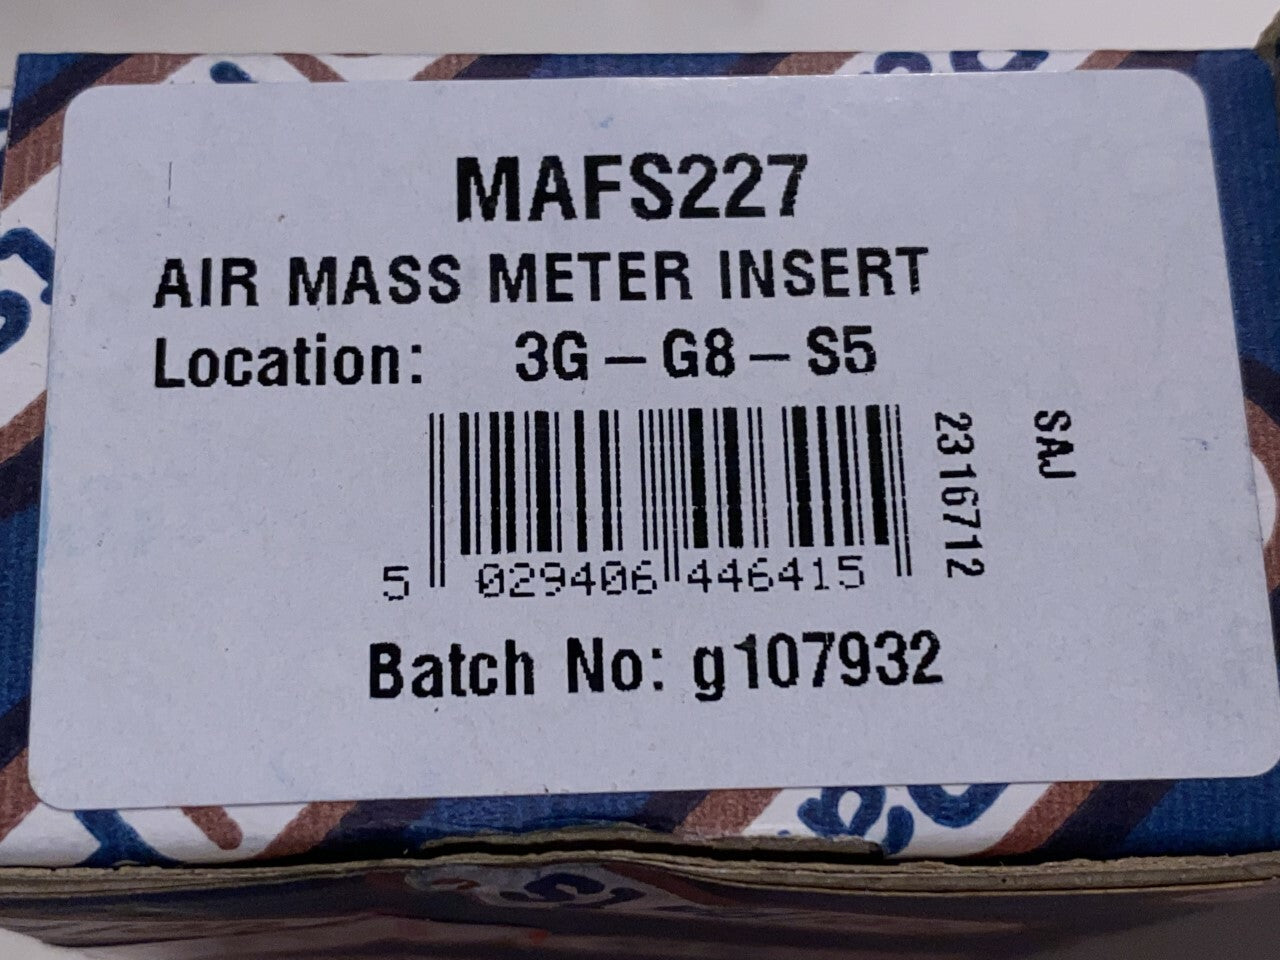 MAFS227
AIR MASS METER INSERT
Location: 3G – G8 – S5
5 029406 446415
2316712
SAJ
Batch No: g107932